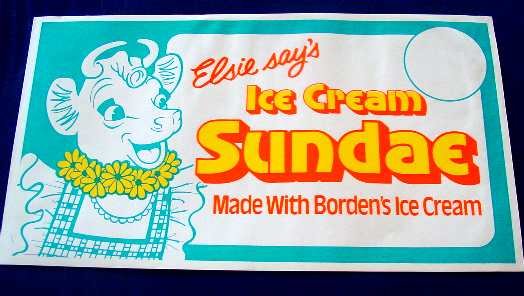 Elsie say's
Ice Cream
Sundae
Made With Borden's Ice Cream